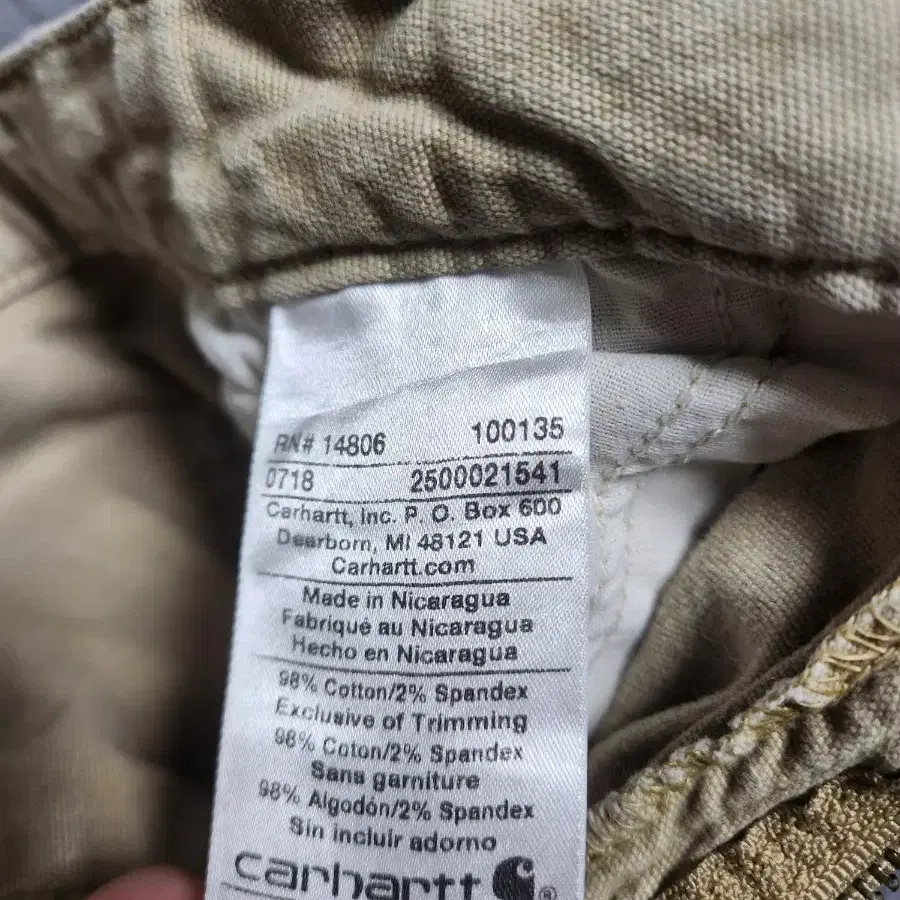 RN# 14806 100135
0718 2500021541
Carhartt, Inc. P. O. Box 600
Dearborn, MI 48121 USA
Carhartt.com
Made in Nicaragua
Fabriqué au Nicaragua
Hecho en Nicaragua
98% Cotton/2% Spandex
Exclusive of Trimming
98% Coton/2% Spandex
Sans garniture
98% Algodón/2% Spandex
Sin incluir adorno
carhartt ®